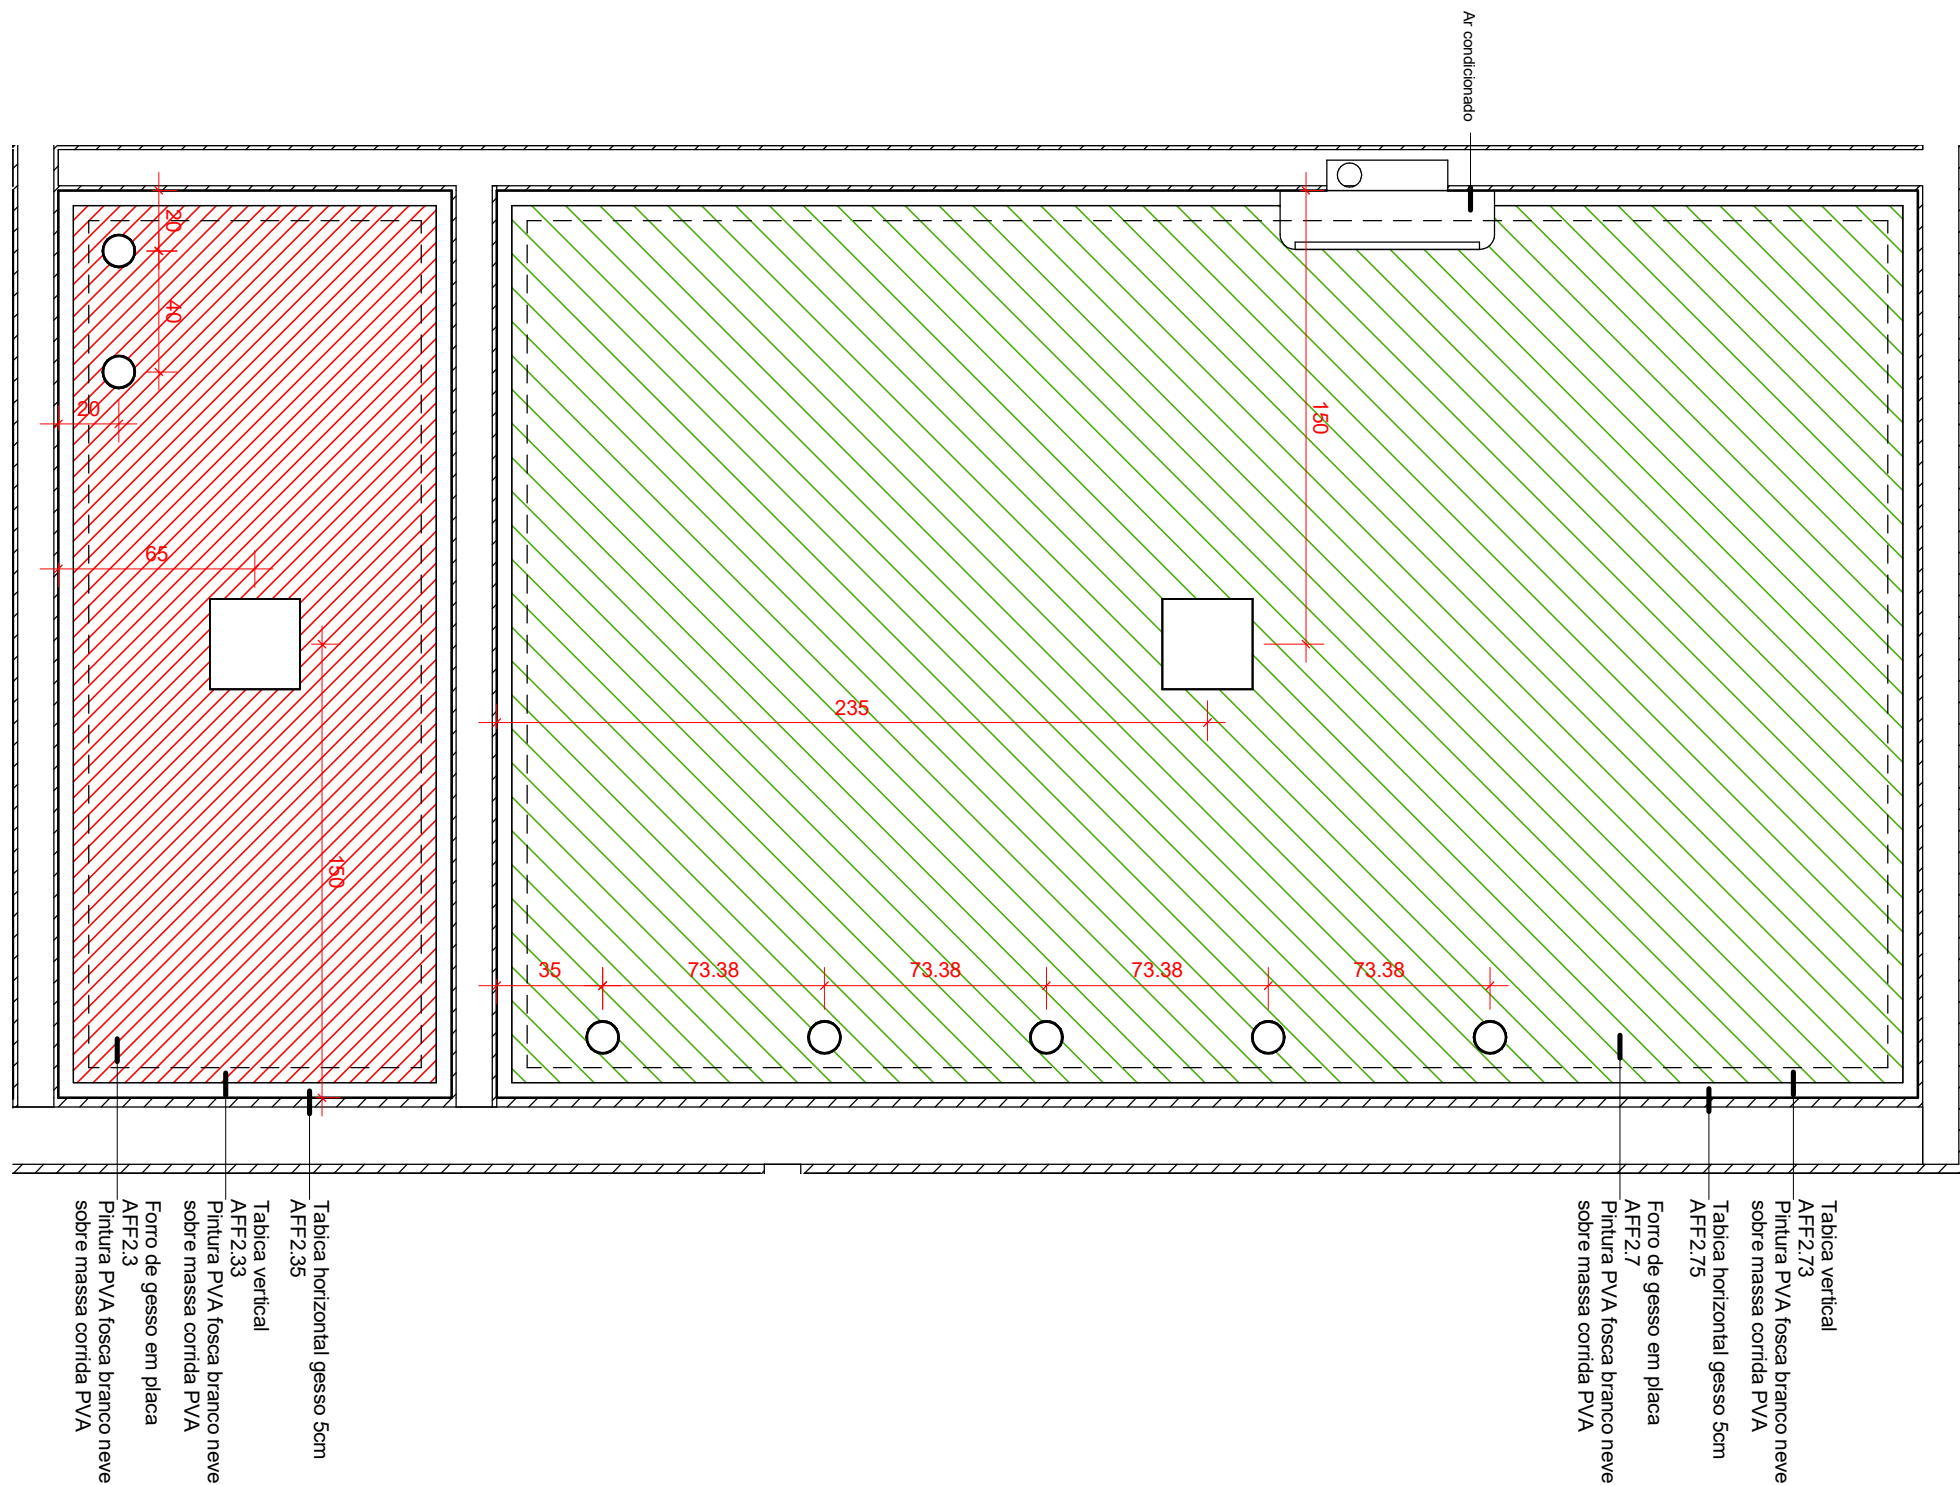 Ar condicionado
20
40
20
65
150
150
235
35
73.38
73.38
73.38
73.38
Tabica horizontal gesso 5cm
AFF2.35
Tabica vertical
AFF2.33
Pintura PVA fosca branco neve
sobre massa corrida PVA
Forro de gesso em placa
AFF2.3
Pintura PVA fosca branco neve
sobre massa corrida PVA
Tabica vertical
AFF2.73
Pintura PVA fosca branco neve
sobre massa corrida PVA
Tabica horizontal gesso 5cm
AFF2.75
Forro de gesso em placa
AFF2.7
Pintura PVA fosca branco neve
sobre massa corrida PVA